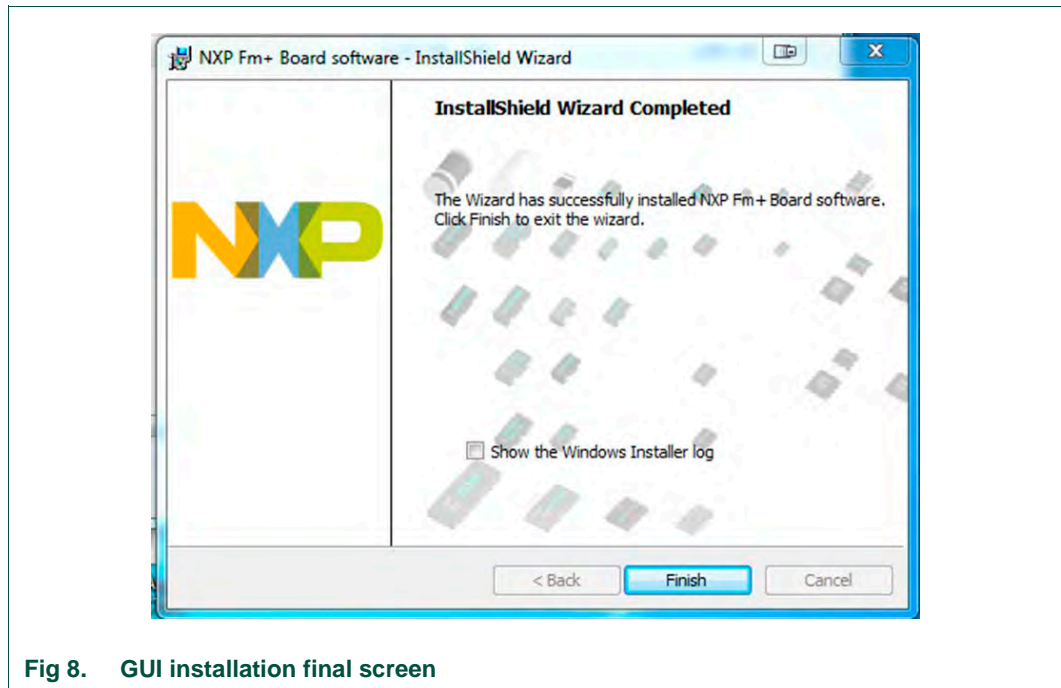 NXP Fm+ Board software - InstallShield Wizard
InstallShield Wizard Completed
NXP
The Wizard has successfully installed NXP Fm+ Board software.
Click Finish to exit the wizard.
Show the Windows Installer log
< Back Finish Cancel
Fig 8. GUI installation final screen